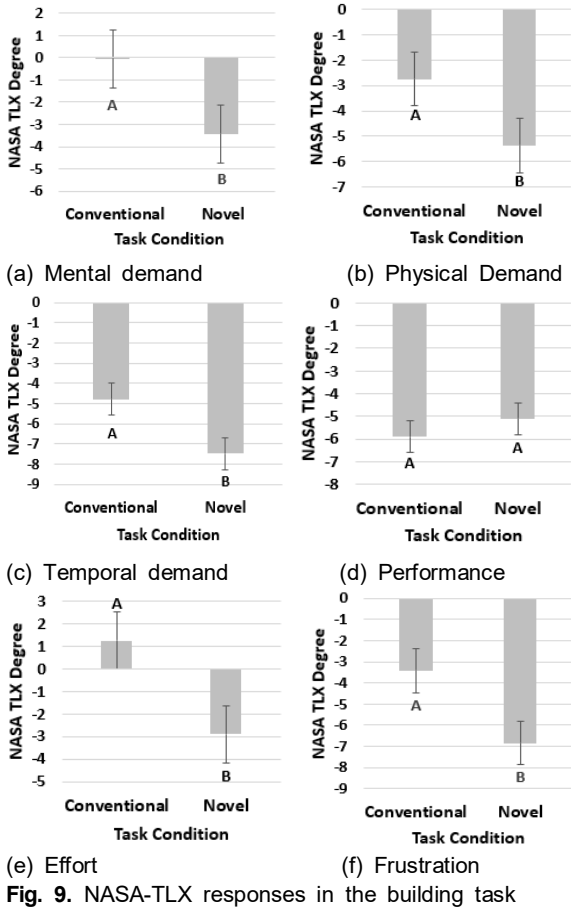 NASA TLX Degree
2
1
0
-1
-2
-3
-4
-5
-6
A
B
Conventional Novel
Task Condition
(a) Mental demand
NASA TLX Degree
0
-1
-2
-3
-4
-5
-6
-7
A
B
Conventional Novel
Task Condition
(b) Physical Demand
NASA TLX Degree
0
-1
-2
-3
-4
-5
-6
-7
-8
-9
A
B
Conventional Novel
Task Condition
(c) Temporal demand
NASA TLX Degree
0
-1
-2
-3
-4
-5
-6
-7
-8
A
A
Conventional Novel
Task Condition
(d) Performance
NASA TLX Degree
3
2
1
0
-1
-2
-3
-4
-5
A
B
Conventional Novel
Task Condition
(e) Effort
NASA TLX Degree
0
-1
-2
-3
-4
-5
-6
-7
-8
-9
A
B
Conventional Novel
Task Condition
(f) Frustration
Fig. 9. NASA-TLX responses in the building task